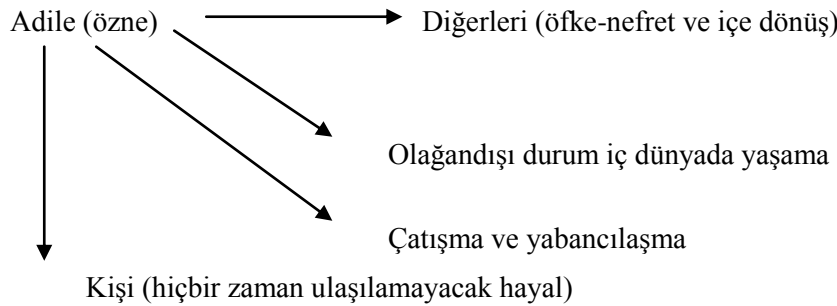 Adile (özne) Diğerleri (öfke-nefret ve içe dönüş)
Olağandışı durum iç dünyada yaşama
Çatışma ve yabancılaşma
Kişi (hiçbir zaman ulaşılamayacak hayal)